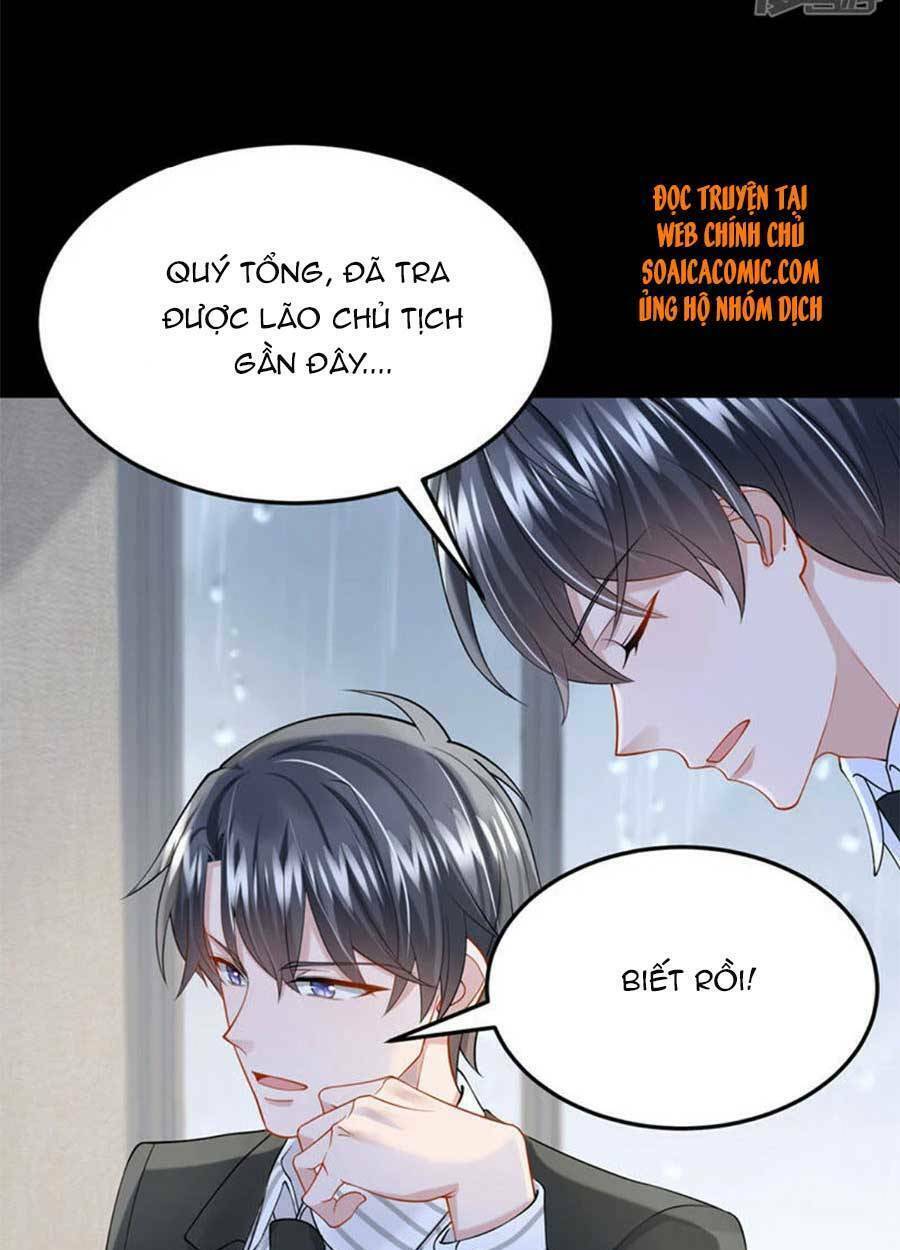 ĐỌC TRUYỆN TẠI
WEB CHÍNH CHỦ
SOAICACOMIC.COM
ỦNG HỘ NHÓM DỊCH
QUÝ TỔNG, ĐÃ TRA
ĐƯỢC LÃO CHỦ TỊCH
GẦN ĐÂY....
BIẾT RỒI!